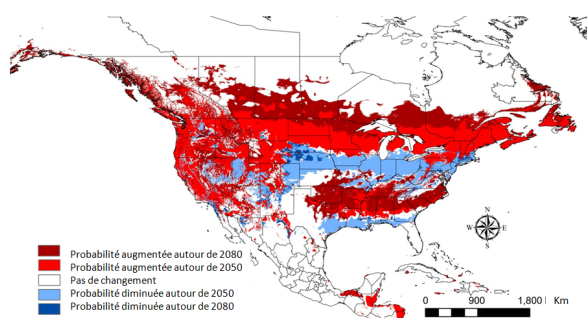 N
W
E
S
Probabilité augmentée autour de 2080
Probabilité augmentée autour de 2050
Pas de changement
Probabilité diminuée autour de 2050
Probabilité diminuée autour de 2080
0 900 1,800 Km